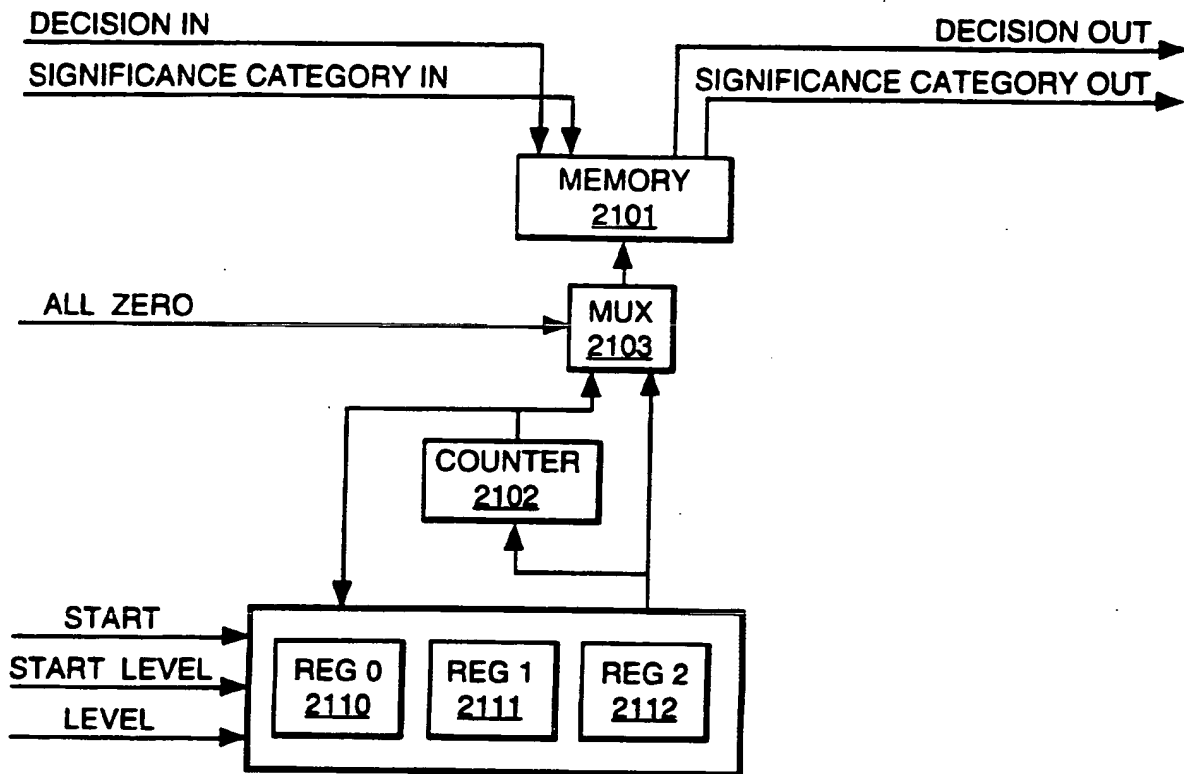 DECISION IN
DECISION OUT
SIGNIFICANCE CATEGORY IN
SIGNIFICANCE CATEGORY OUT
MEMORY
2101
ALL ZERO
MUX
2103
COUNTER
2102
START
START LEVEL
LEVEL
REG 0
2110
REG 1
2111
REG 2
2112